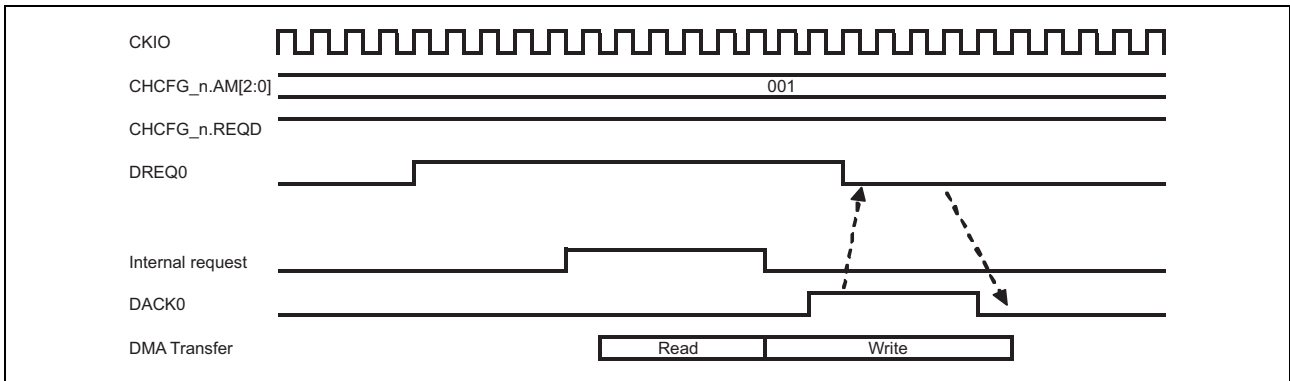 CKIO
CHCFG_n.AM[2:0] 001
CHCFG_n.REQD
DREQ0
Internal request
DACK0
DMA Transfer Read Write